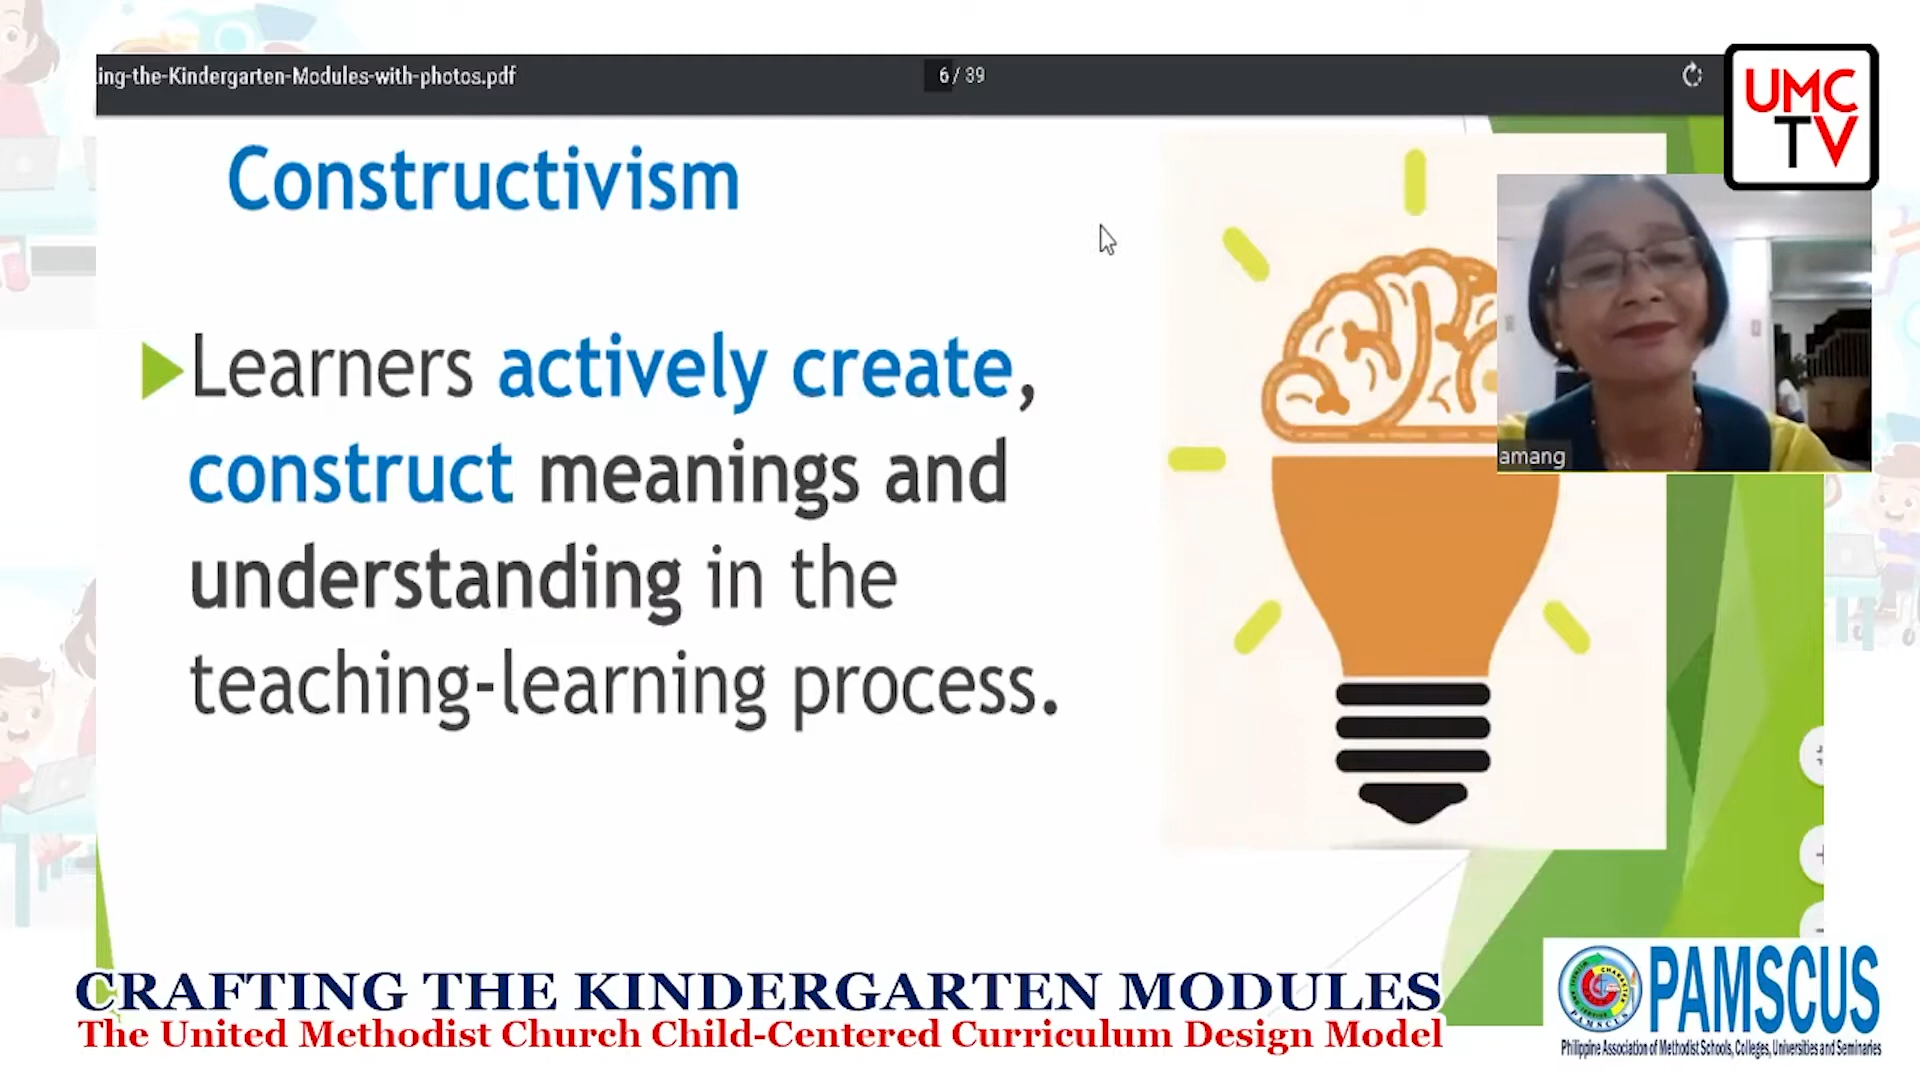 ing-the-Kindergarten-Modules-with-photos.pdf
6 / 39
UMC
TV
Constructivism
Learners actively create,
construct meanings and
understanding in the
teaching-learning process.
amang
CRAFTING THE KINDERGARTEN MODULES
The United Methodist Church Child-Centered Curriculum Design Model
PAMSCUS
Philippine Association of Methodist Schools, Colleges, Universities and Seminaries